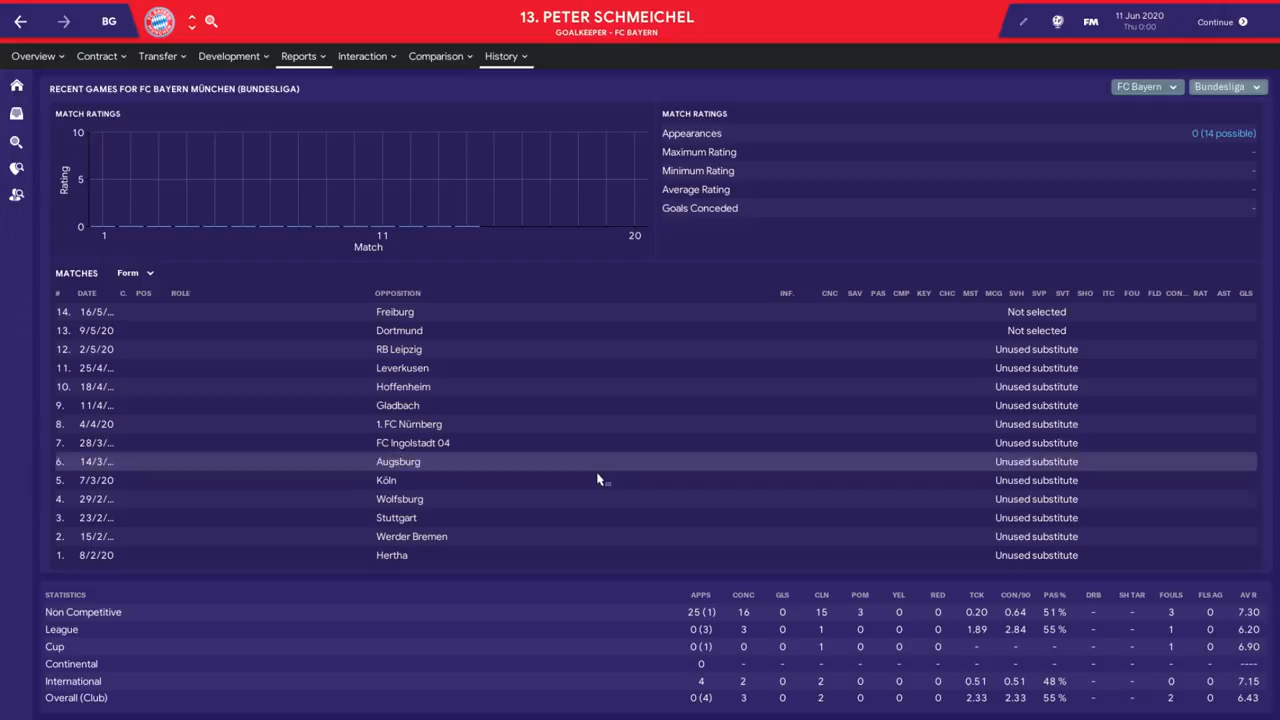 BG 13. PETER SCHMEICHEL FM 11 Jun 2020 Continue
GOALKEEPER - FC BAYERN Thu 0:00
Overview Contract Transfer Development Reports Interaction Comparison History
RECENT GAMES FOR FC BAYERN MÜNCHEN (BUNDESLIGA) FC Bayern Bundesliga
MATCH RATINGS MATCH RATINGS
10 Appearances 0 (14 possible)
Maximum Rating -
5 Minimum Rating -
Rating Average Rating -
0 Goals Conceded -
1 11 20
Match
MATCHES Form
# DATE C. POS ROLE OPPOSITION INF. CNC SAV PAS CMP KEY CHC MST MCG SVH SVP SVT SHO ITC FOU FLD CON... RAT AST GLS
14. 16/5/... Freiburg Not selected
13. 9/5/20 Dortmund Not selected
12. 2/5/20 RB Leipzig Unused substitute
11. 25/4/... Leverkusen Unused substitute
10. 18/4/... Hoffenheim Unused substitute
9. 11/4/... Gladbach Unused substitute
8. 4/4/20 1. FC Nürnberg Unused substitute
7. 28/3/... FC Ingolstadt 04 Unused substitute
6. 14/3/... Augsburg Unused substitute
5. 7/3/20 Köln Unused substitute
4. 29/2/... Wolfsburg Unused substitute
3. 23/2/... Stuttgart Unused substitute
2. 15/2/... Werder Bremen Unused substitute
1. 8/2/20 Hertha Unused substitute
STATISTICS APPS CONC GLS CLN POM YEL RED TCK CON/90 PAS % DRB SH TAR FOULS FLS AG AV R
Non Competitive 25 (1) 16 0 15 3 0 0 0.20 0.64 51 % - - 3 0 7.30
League 0 (3) 3 0 1 0 0 0 1.89 2.84 55 % - - 1 0 6.20
Cup 0 (1) 0 0 1 0 0 0 - - - - - 1 0 6.90
Continental 0 - - - - - - - - - - - - - ----
International 4 2 0 2 0 0 0 0.51 0.51 48 % - - 0 0 7.15
Overall (Club) 0 (4) 3 0 2 0 0 0 2.33 2.33 55 % - - 2 0 6.43